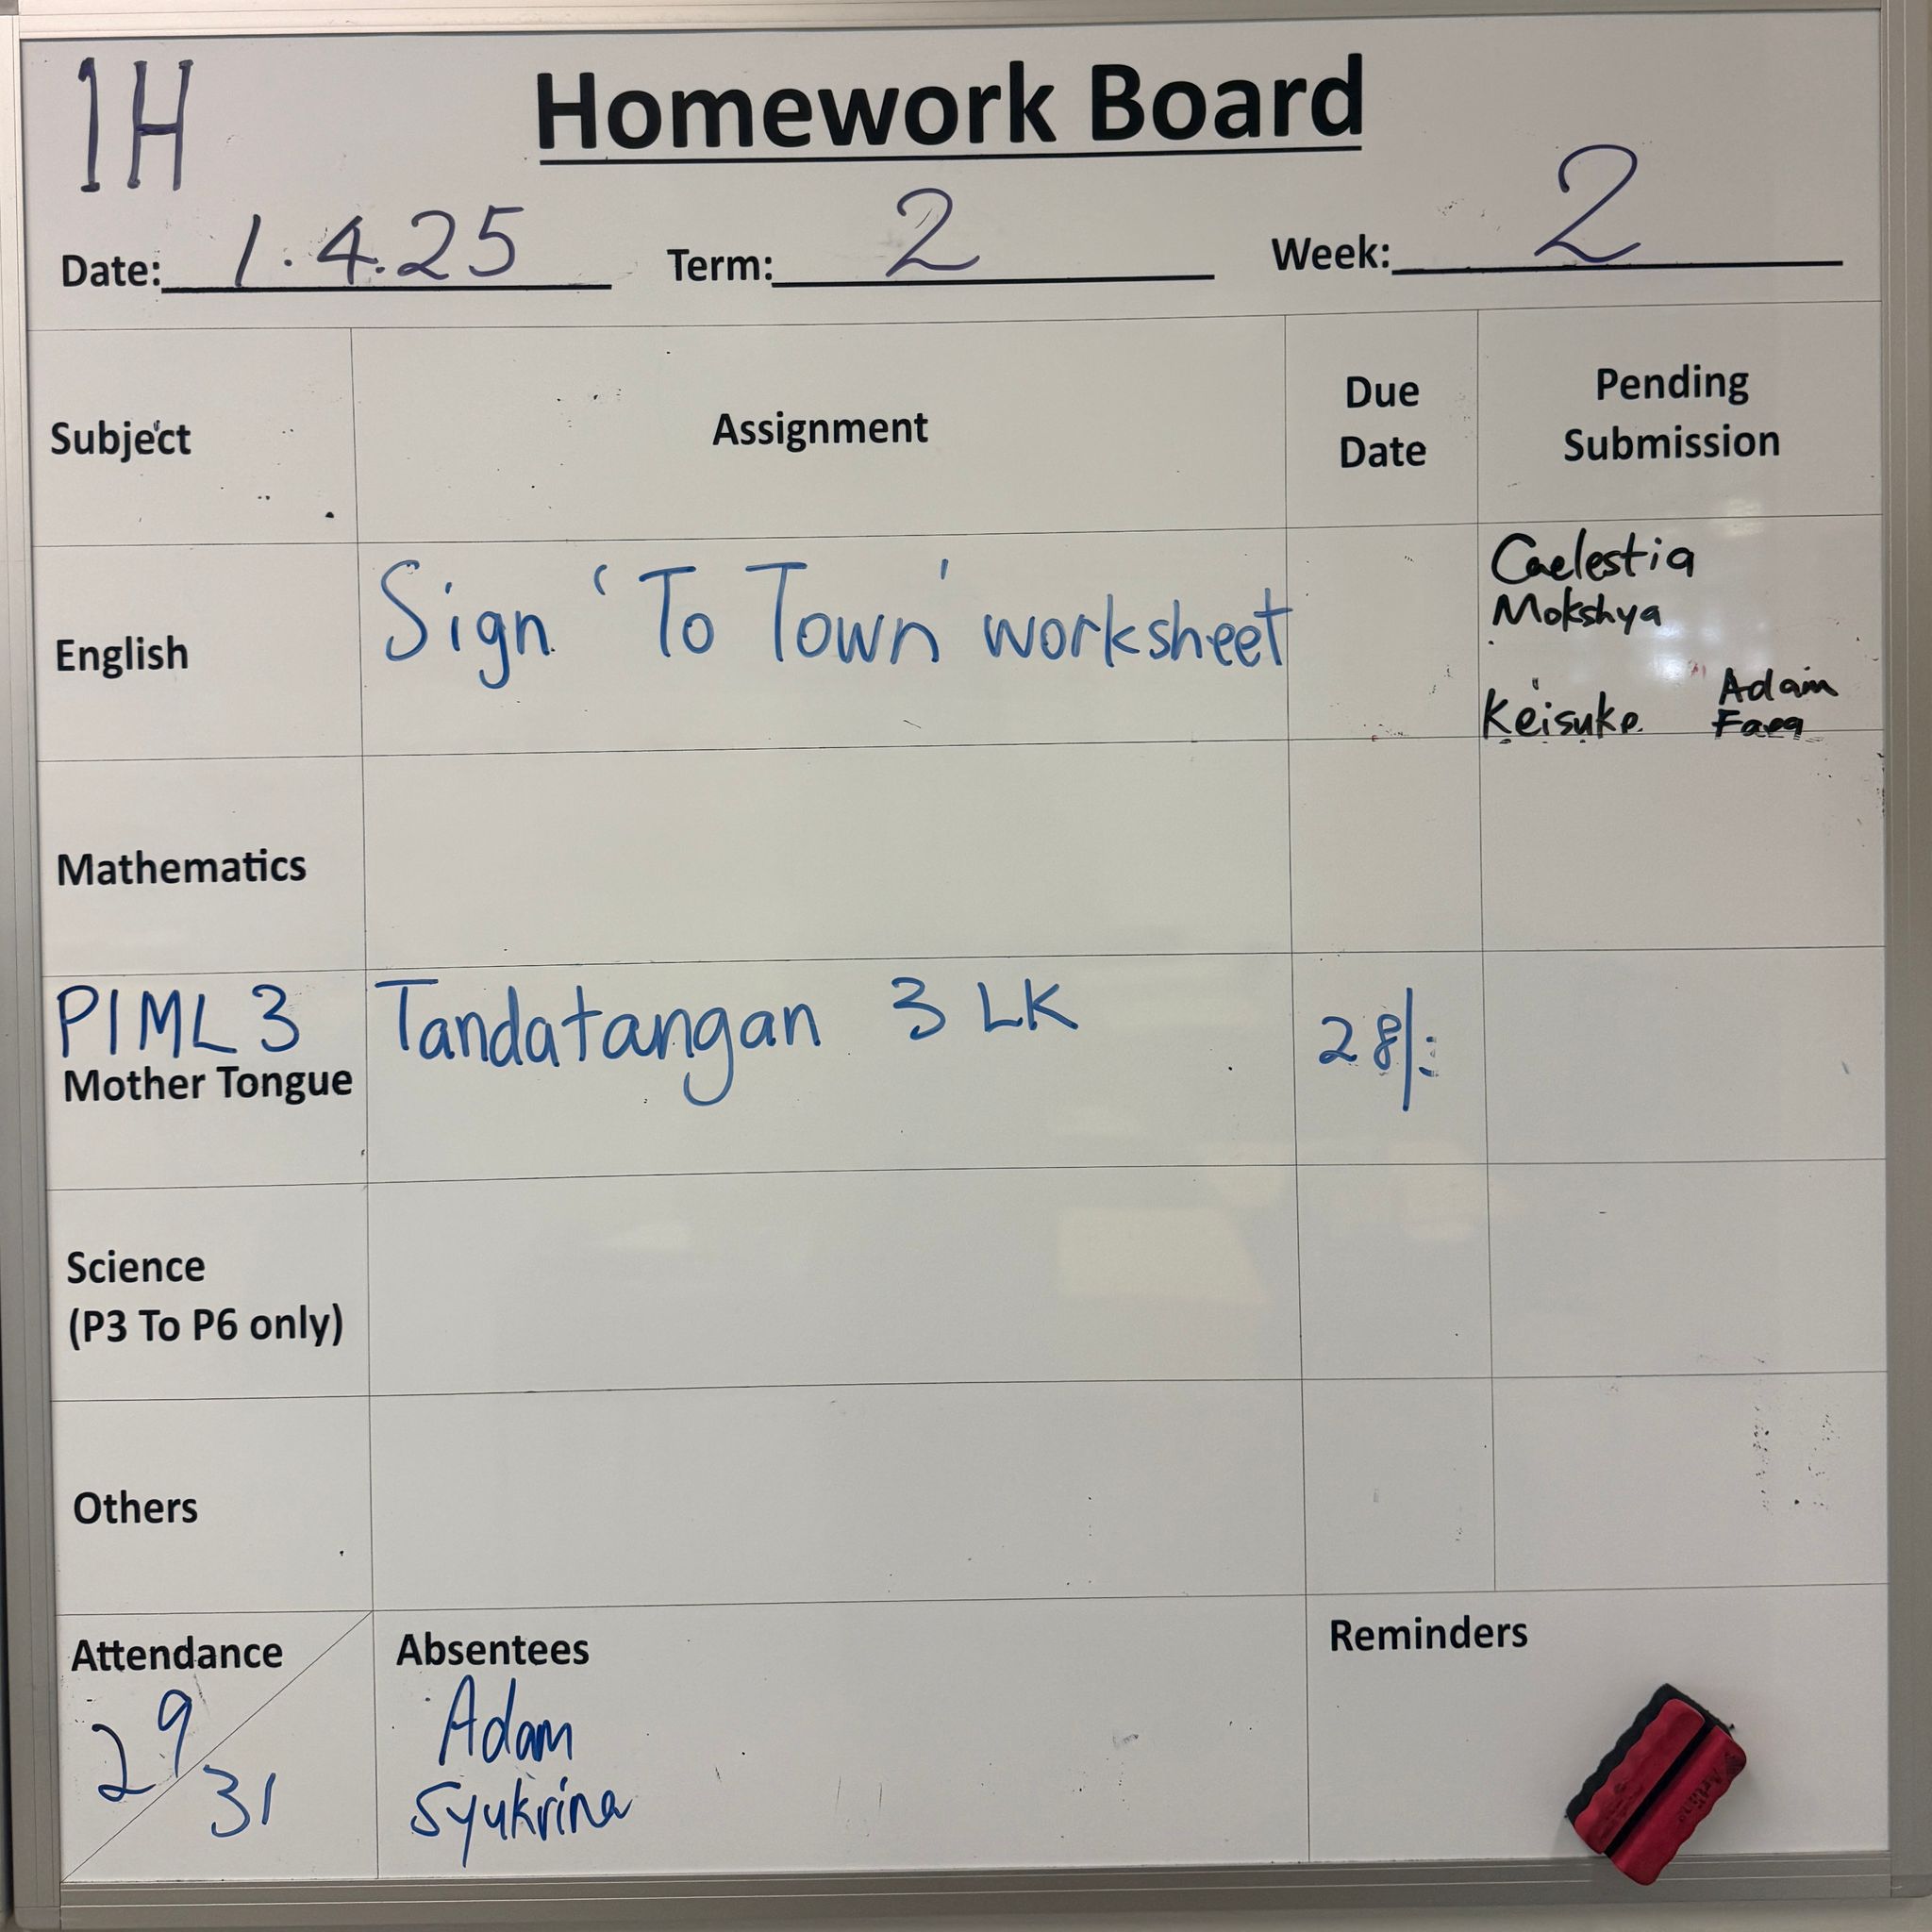 1H
Homework Board
Date: 1.4.25 Term: 2 Week: 2
Subject Assignment Due Date Pending Submission
English Sign 'To Town' worksheet
Caelestia
Mokshya
Keisuke Adam
Mathematics
P1ML3 Tandatangan 3 LK 28/
Mother Tongue
Science
(P3 To P6 only)
Others
Attendance Absentees Reminders
29/31
Adam
Syukrina